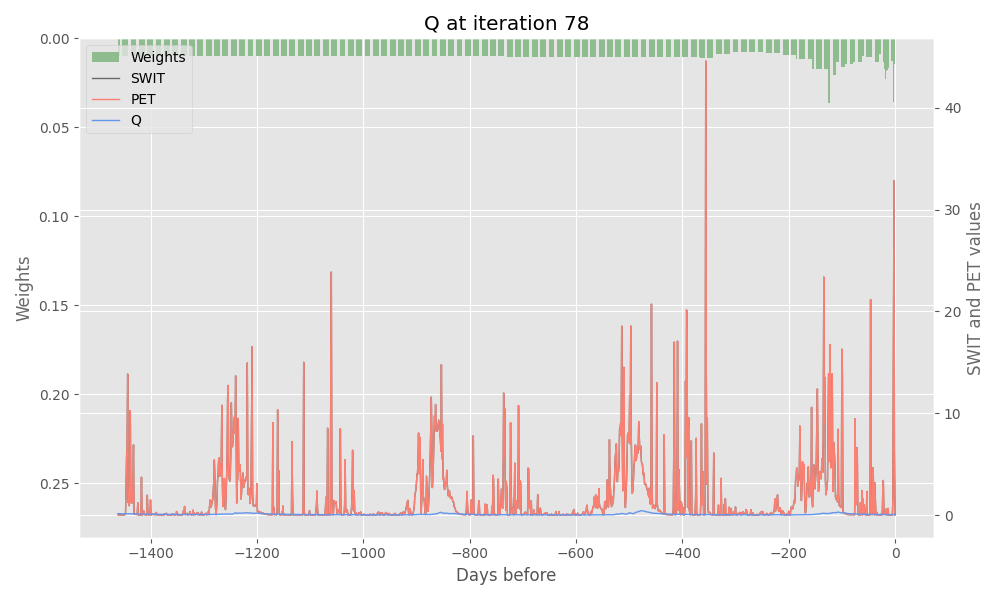 Q at iteration 78
0.00
0.05
0.10
0.15
0.20
0.25
Weights
Weights
SWIT
PET
Q
40
30
20
10
0
SWIT and PET values
−1400
−1200
−1000
−800
−600
−400
−200
0
Days before